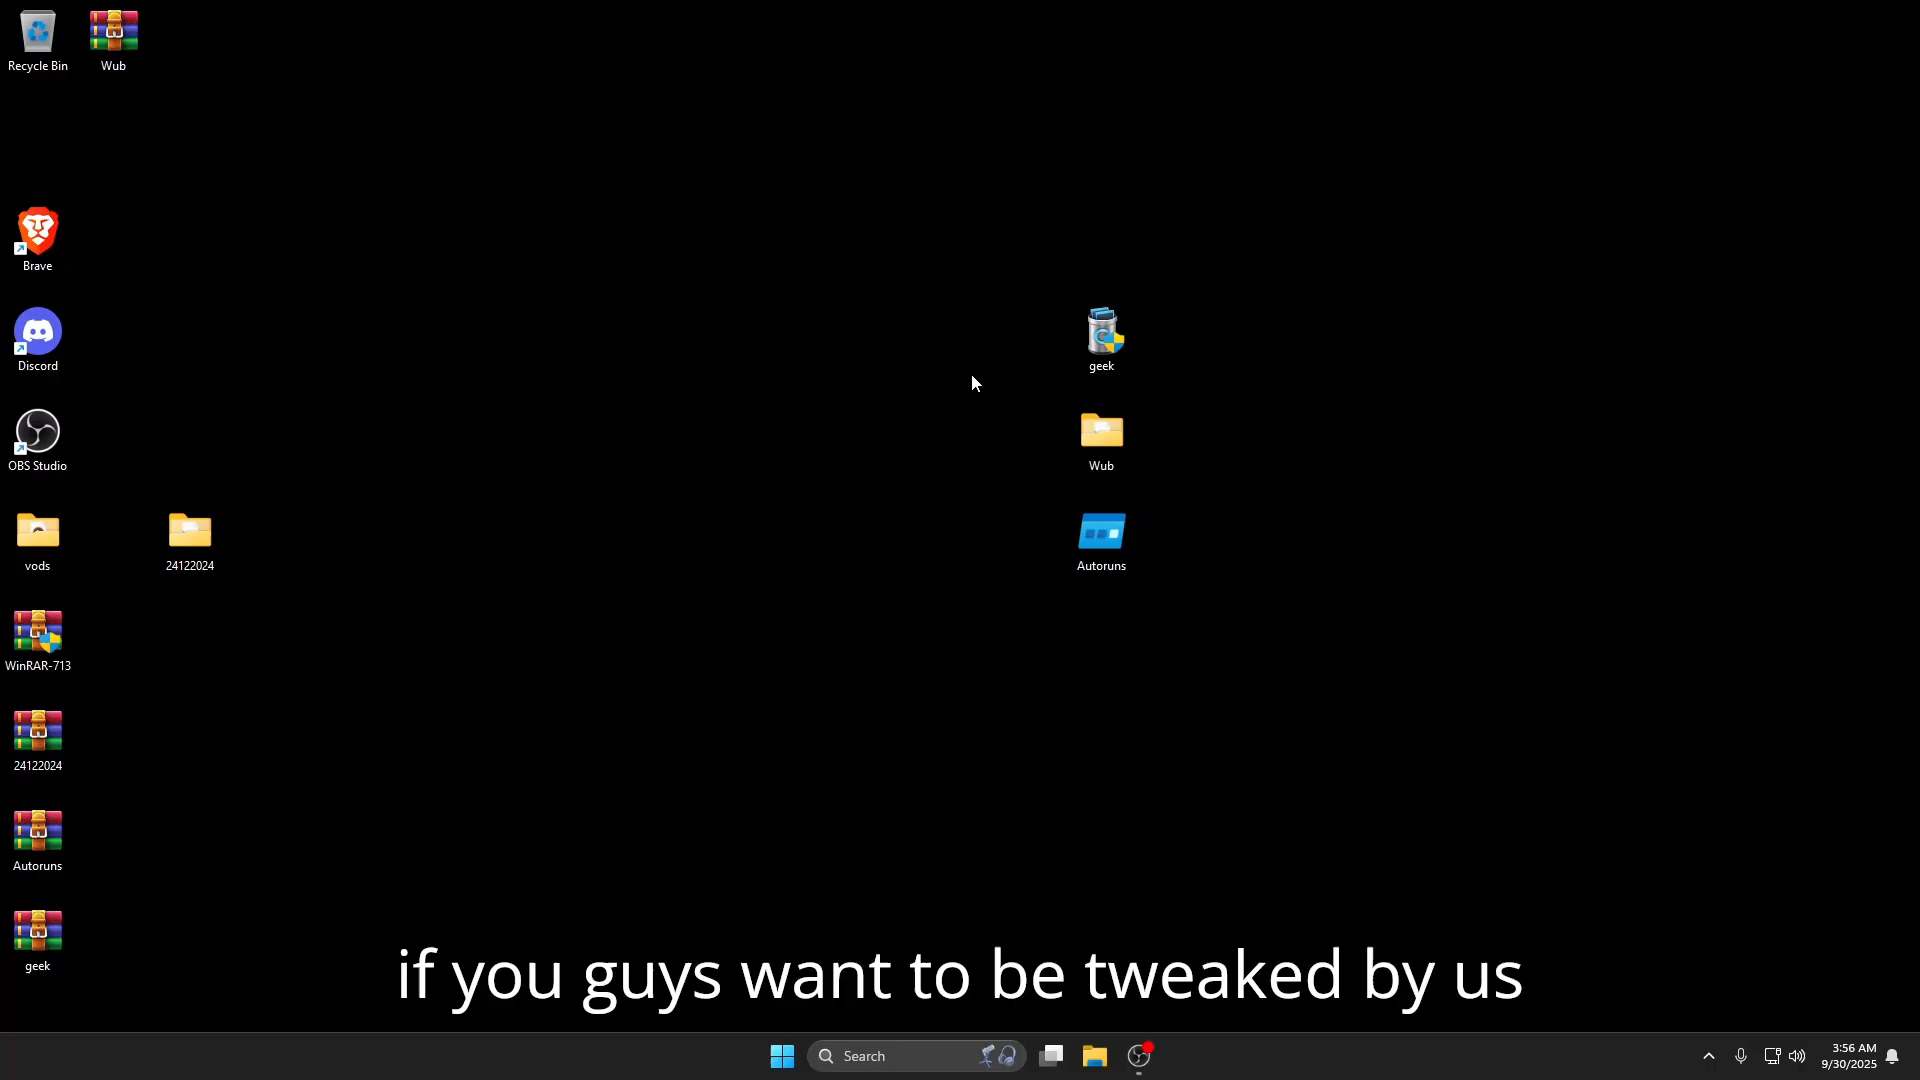 Recycle Bin
Wub
Brave
Discord
geek
OBS Studio
Wub
vods
24122024
Autoruns
WinRAR-713
24122024
Autoruns
geek
if you guys want to be tweaked by us
Search
3:56 AM
9/30/2025